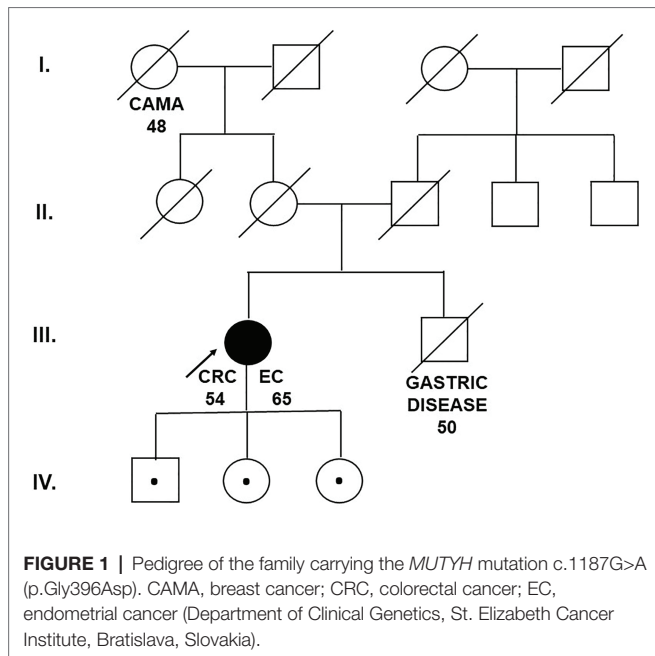 I.
CAMA
48
II.
III.
CRC EC
54 65
GASTRIC
DISEASE
50
IV.
FIGURE 1 | Pedigree of the family carrying the MUTYH mutation c.1187G>A
(p.Gly396Asp). CAMA, breast cancer; CRC, colorectal cancer; EC,
endometrial cancer (Department of Clinical Genetics, St. Elizabeth Cancer
Institute, Bratislava, Slovakia).